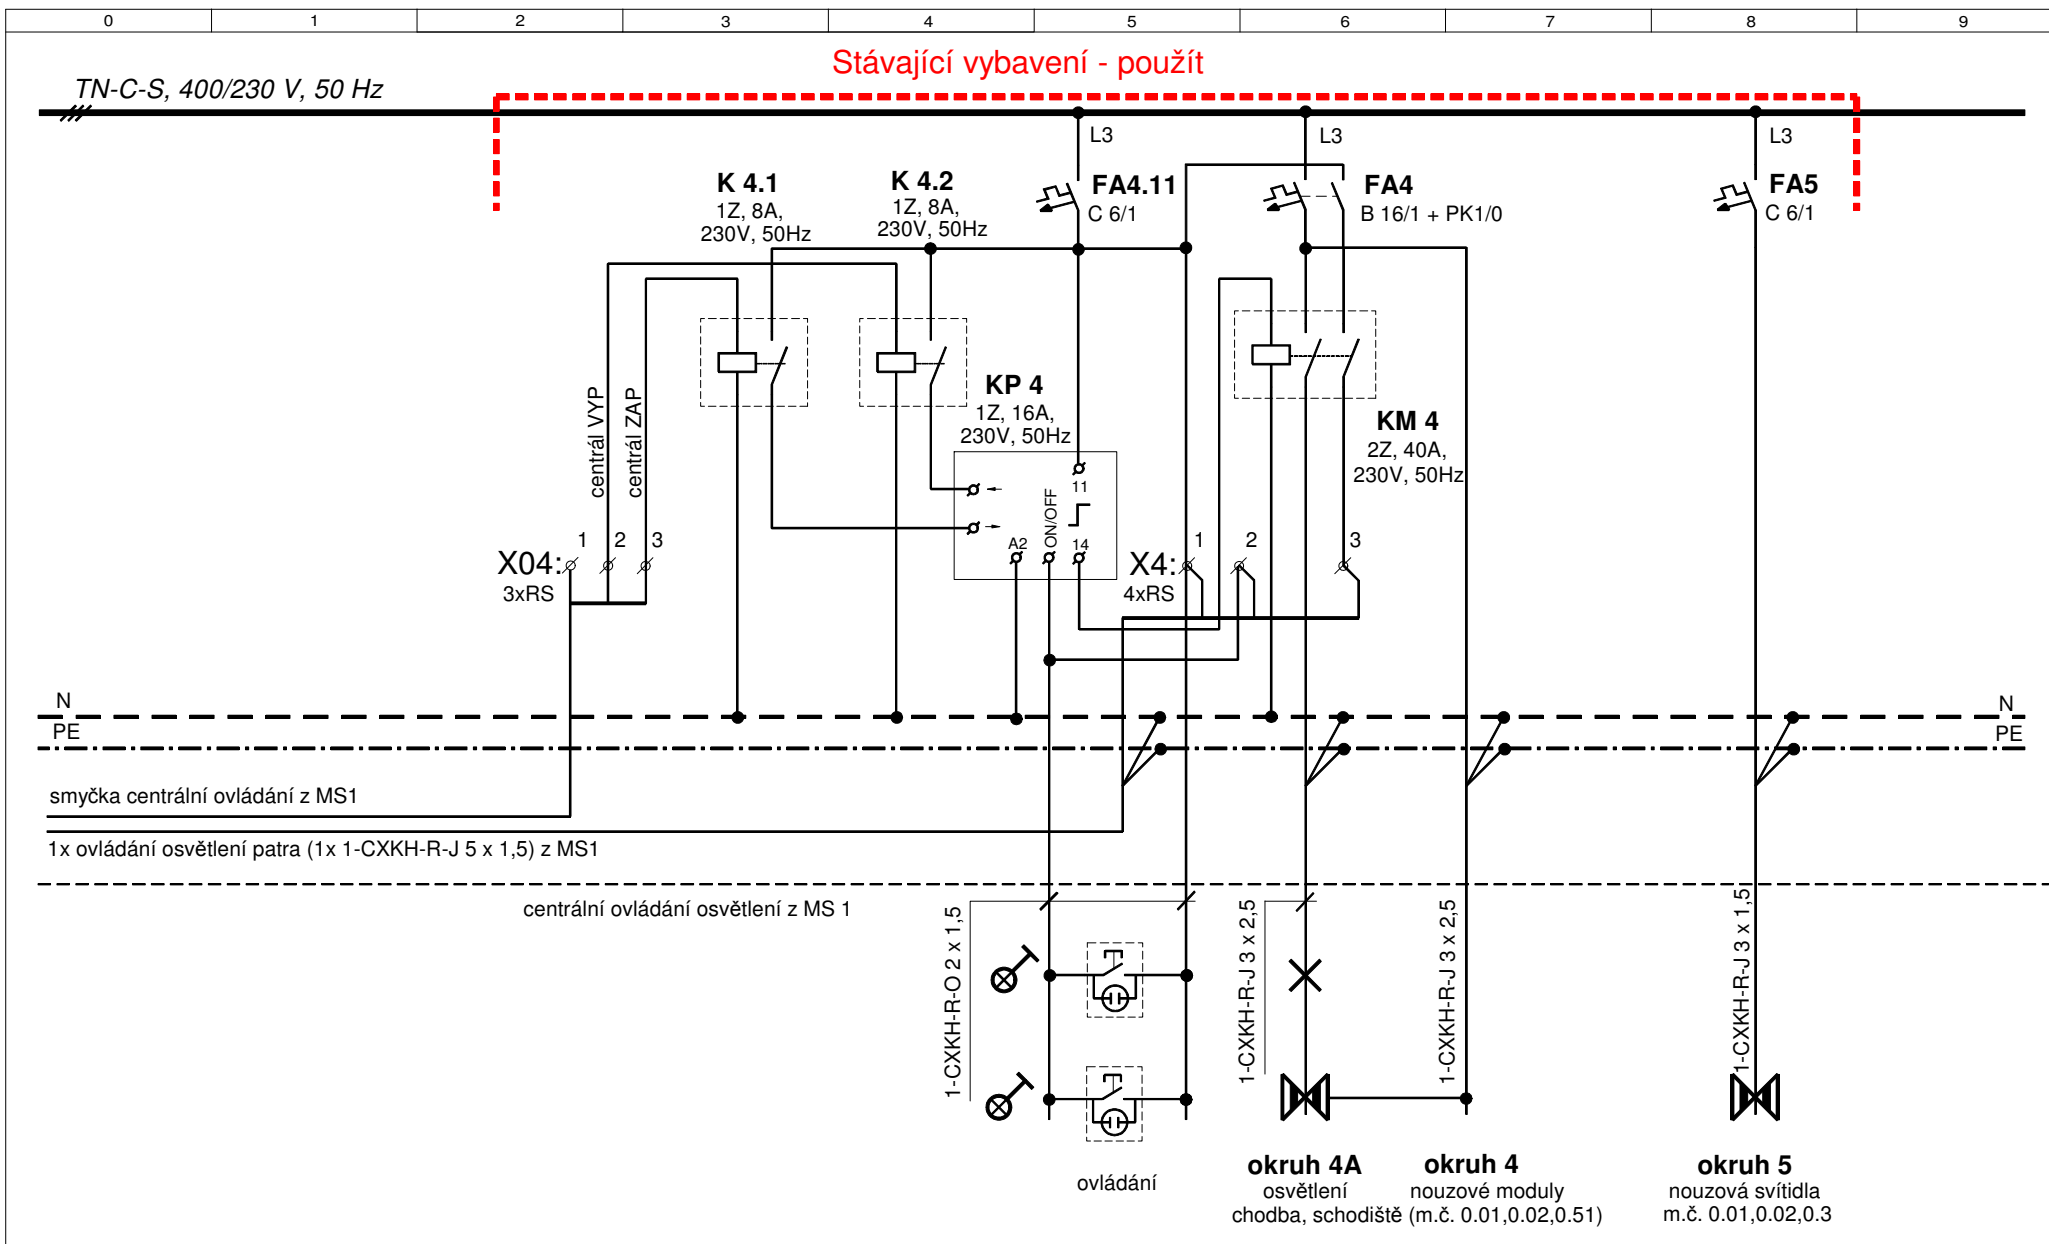 0 1 2 3 4 5 6 7 8 9
Stávající vybavení - použít
TN-C-S, 400/230 V, 50 Hz
L3
L3
L3
K 4.1
1Z, 8A,
230V, 50Hz
K 4.2
1Z, 8A,
230V, 50Hz
FA4.11
C 6/1
FA4
B 16/1 + PK1/0
FA5
C 6/1
centrál VYP
centrál ZAP
KP 4
1Z, 16A,
230V, 50Hz
11
ON/OFF
A2
14
KM 4
2Z, 40A,
230V, 50Hz
X04:
3xRS
1 2 3
X4:
4xRS
1 2 3
N
PE
N
PE
smyčka centrální ovládání z MS1
1x ovládání osvětlení patra (1x 1-CXKH-R-J 5 x 1,5) z MS1
centrální ovládání osvětlení z MS 1
1-CXKH-R-O 2 x 1,5
1-CXKH-R-J 3 x 2,5
1-CXKH-R-J 3 x 2,5
1-CXKH-R-J 3 x 1,5
ovládání
okruh 4A
osvětlení
chodba, schodiště
okruh 4
nouzové moduly
(m.č. 0.01,0.02,0.51)
okruh 5
nouzová svítidla
m.č. 0.01,0.02,0.3